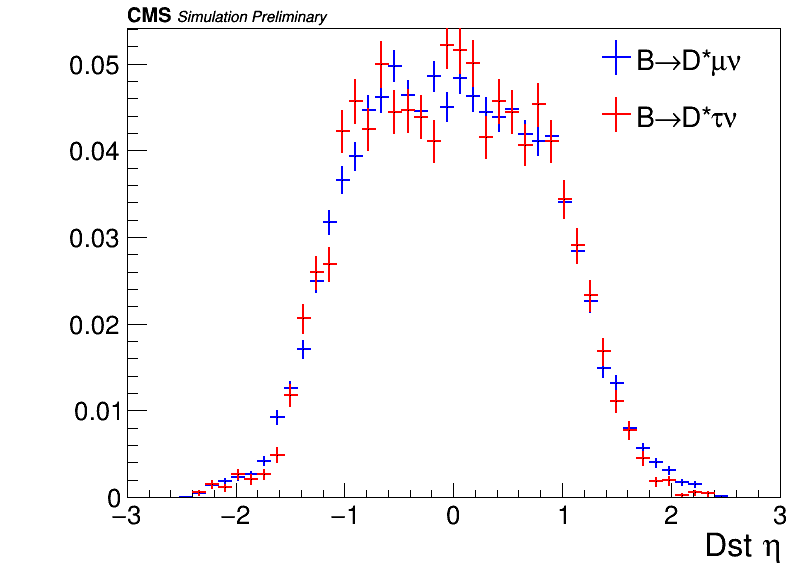 CMS Simulation Preliminary
B→D*μν
B→D*τν
0.05
0.04
0.03
0.02
0.01
0
−3 −2 −1 0 1 2 3
Dst η